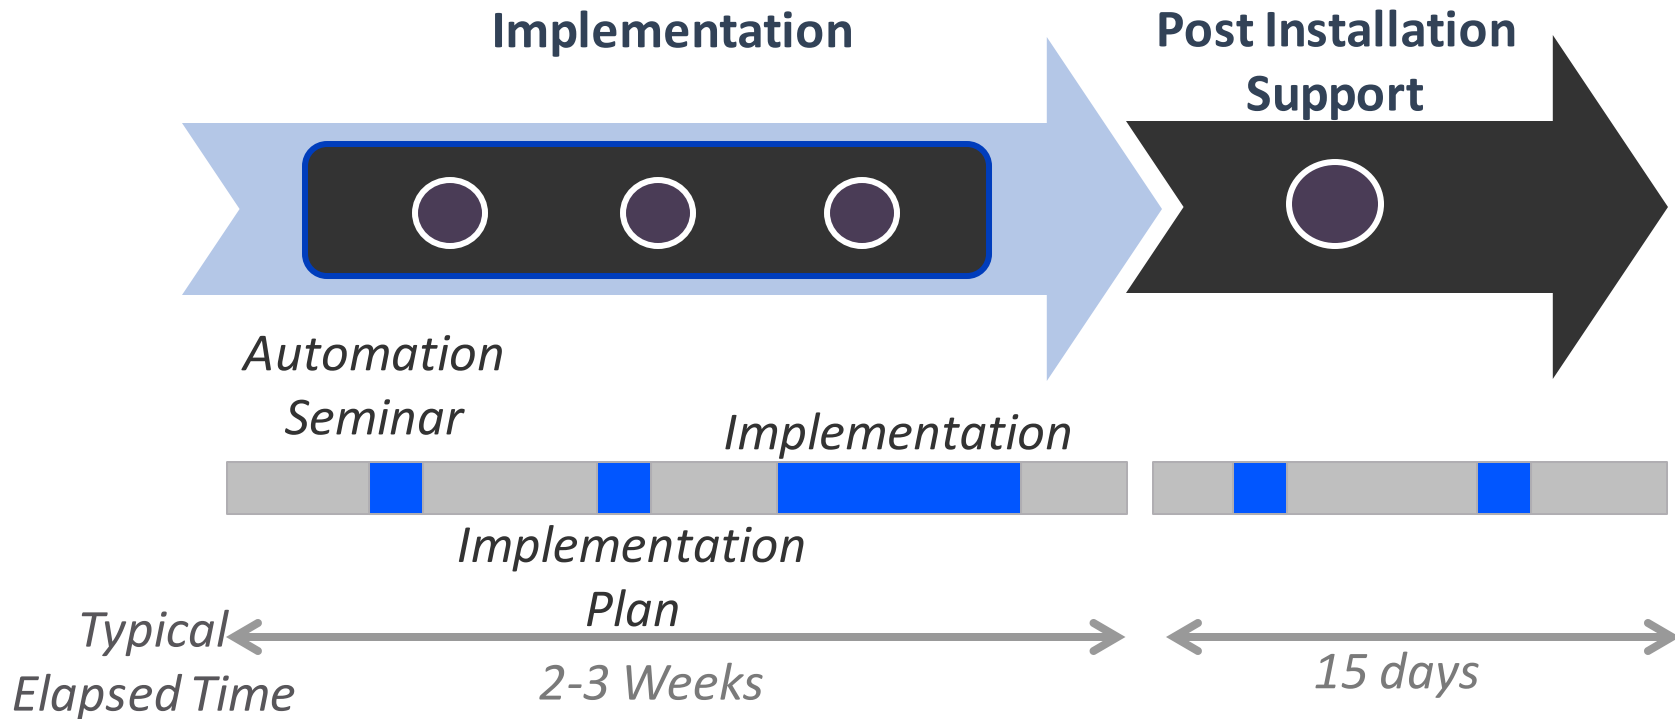 Implementation
Post Installation
Support
Automation
Seminar
Implementation
Implementation
Plan
Typical
Elapsed Time
2-3 Weeks
15 days